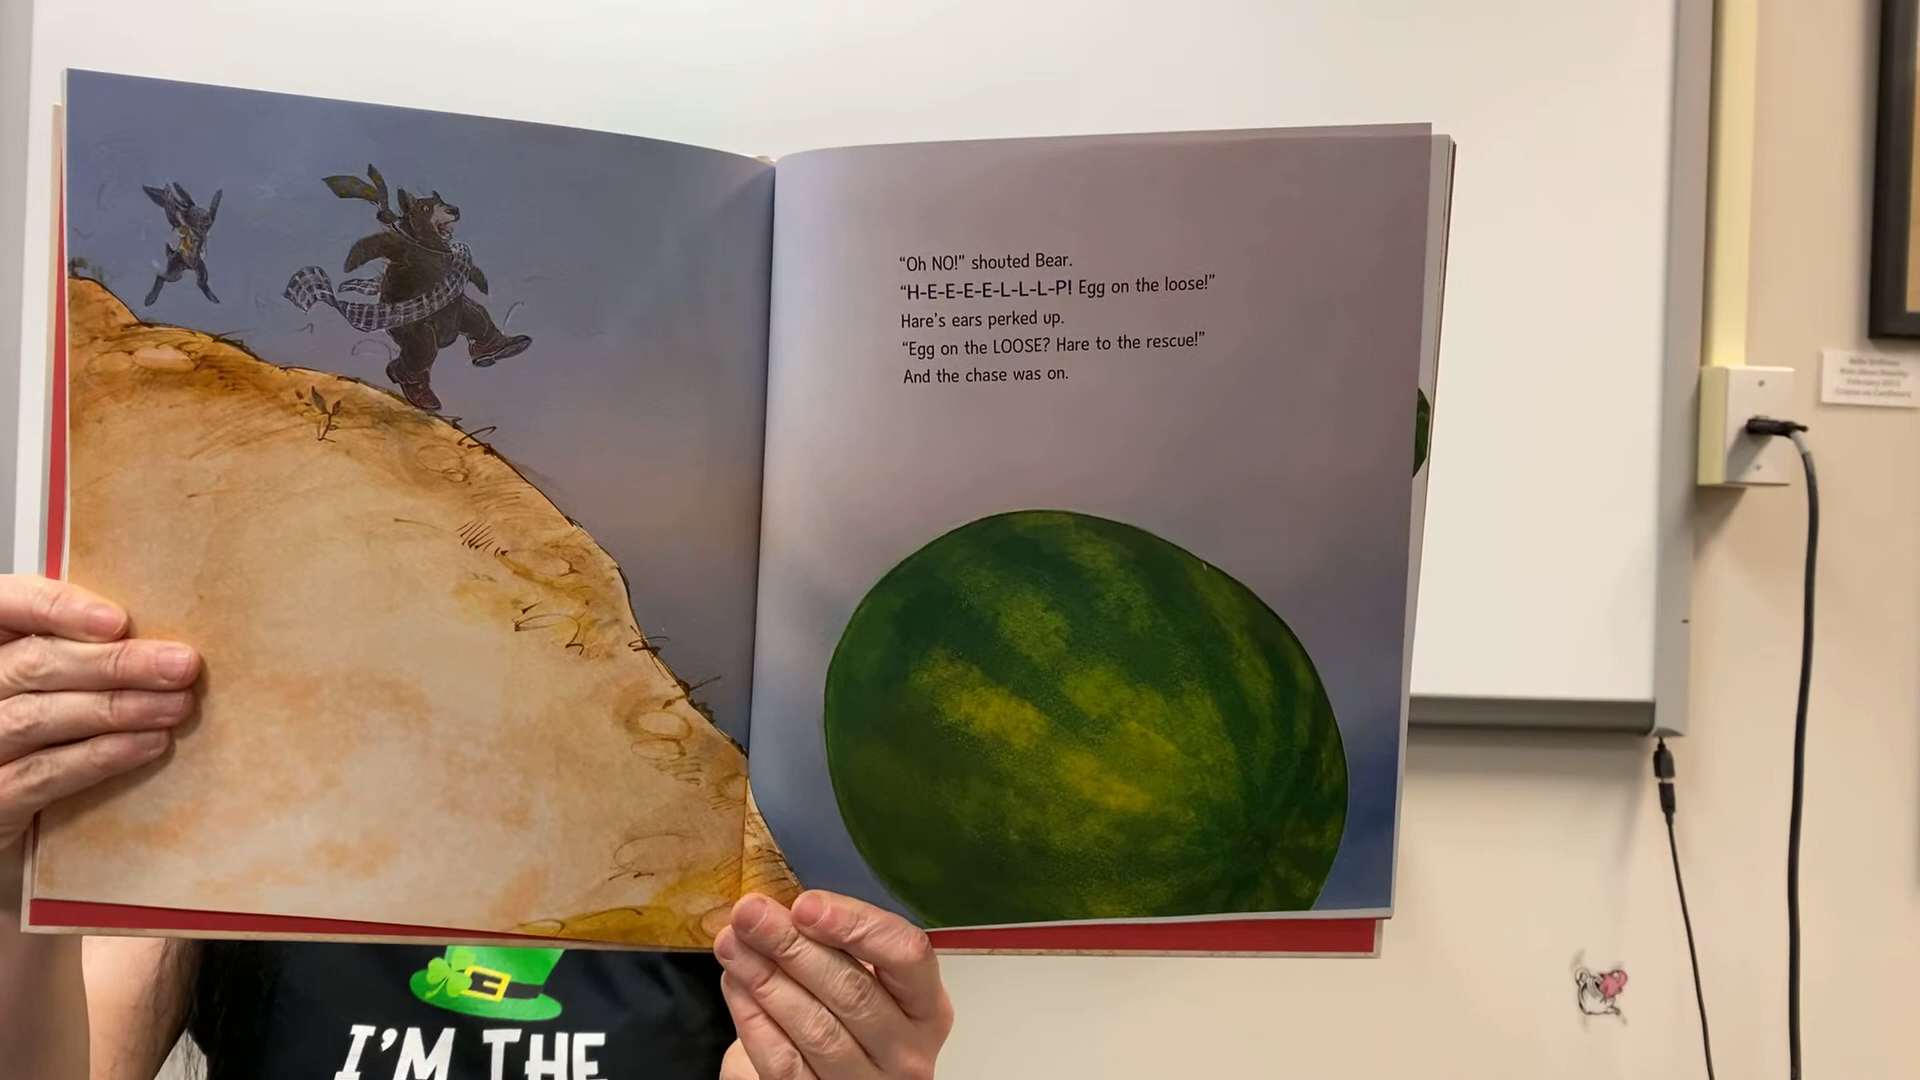 “Oh NO!” shouted Bear.
“H-E-E-E-E-L-L-L-P! Egg on the loose!”
Hare’s ears perked up.
“Egg on the LOOSE? Hare to the rescue!”
And the chase was on.
I’M THE